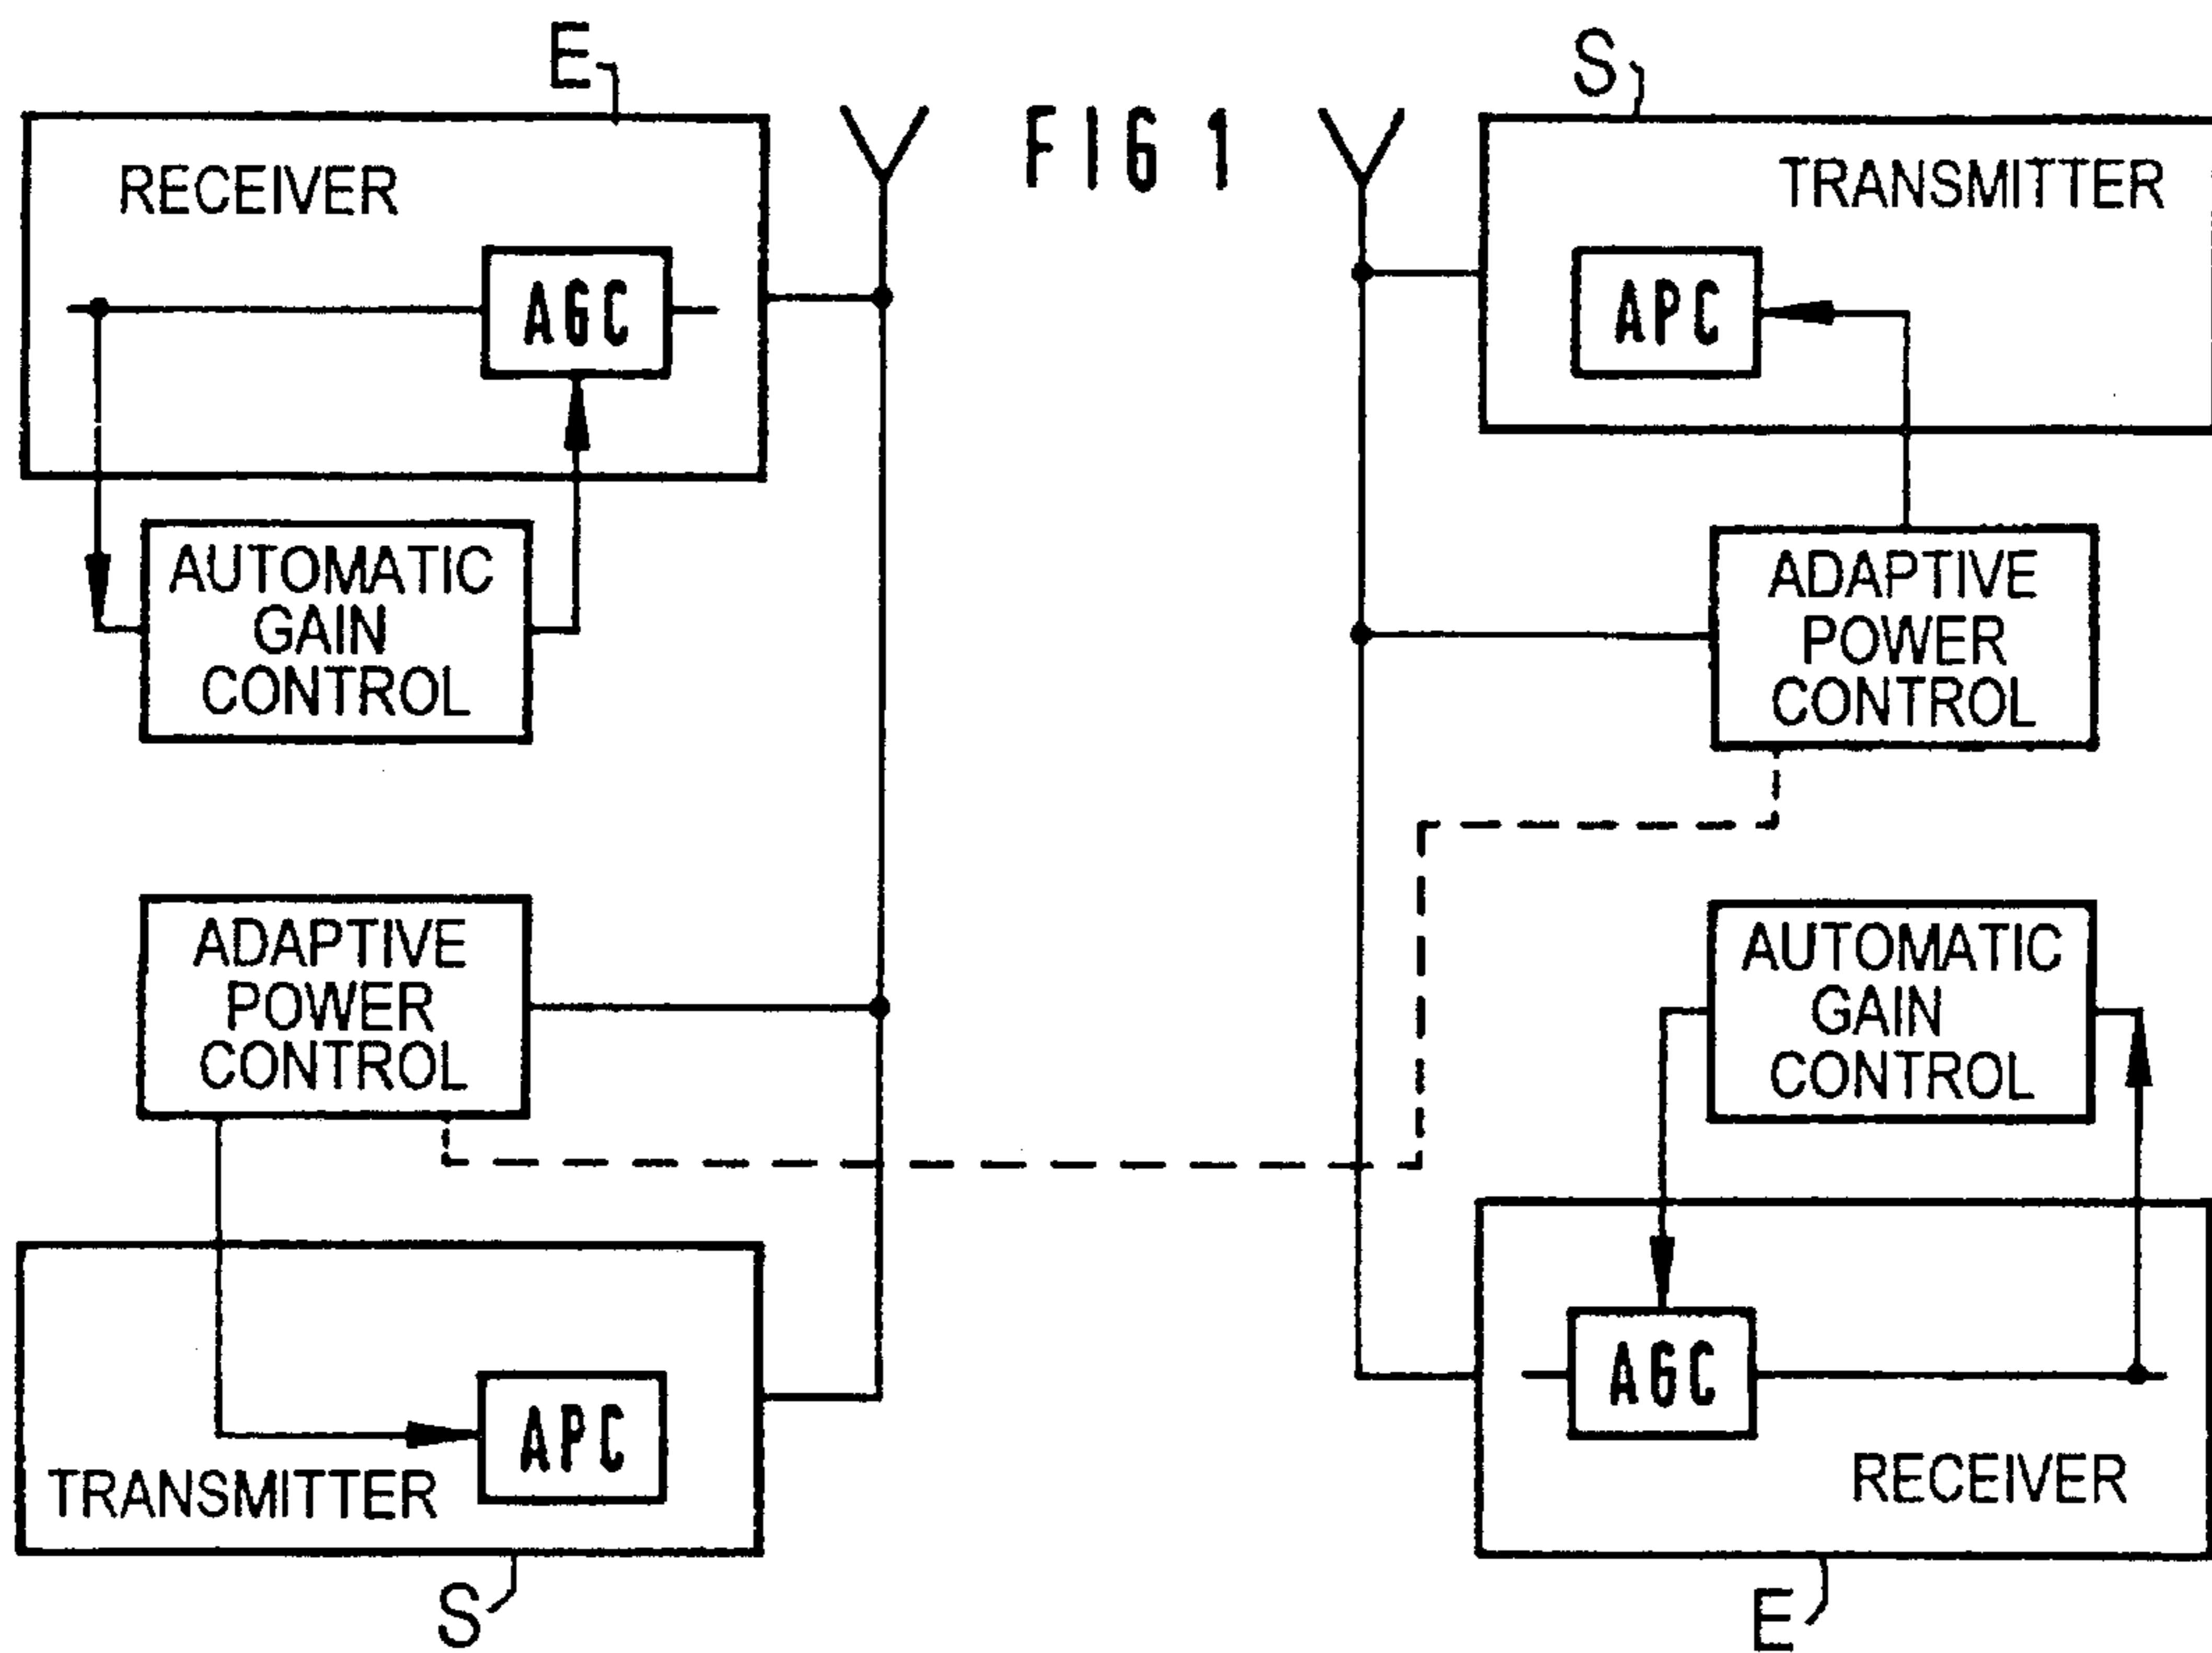 E
FIG 1
S
RECEIVER
TRANSMITTER
AGC
APC
AUTOMATIC
GAIN
CONTROL
ADAPTIVE
POWER
CONTROL
ADAPTIVE
POWER
CONTROL
AUTOMATIC
GAIN
CONTROL
APC
TRANSMITTER
AGC
RECEIVER
S
E